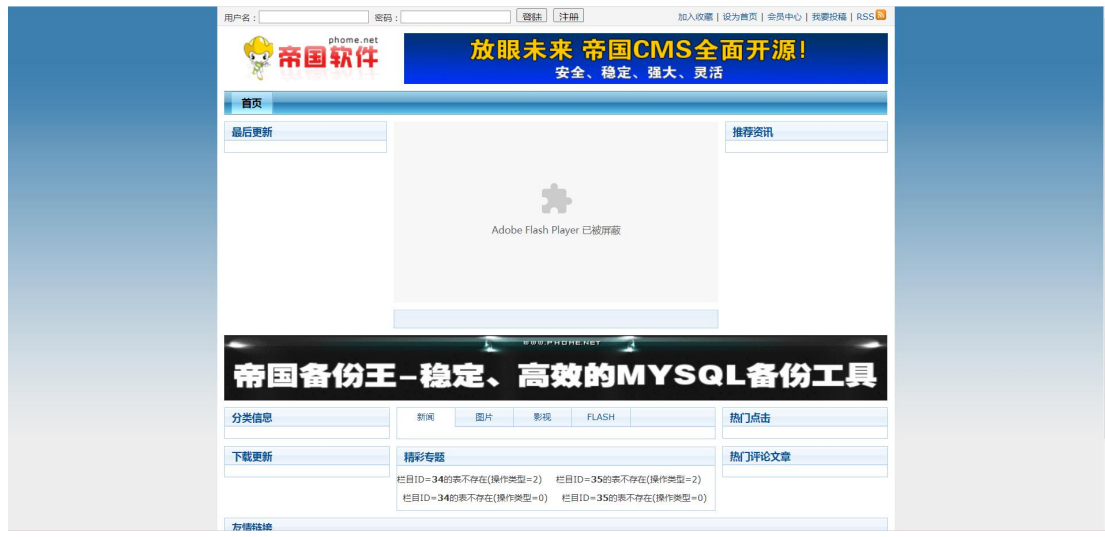 用户名： 密码： 登陆 注册 加入收藏 | 设为首页 | 会员中心 | 我要投稿 | RSS
phome.net
帝国软件
放眼未来 帝国CMS全面开源！
安全、稳定、强大、灵活
首页
最后更新
推荐资讯
Adobe Flash Player 已被屏蔽
WWW.PHOME.NET
帝国备份王-稳定、高效的MYSQL备份工具
分类信息
新闻 图片 影视 FLASH
热门点击
下载更新
精彩专题
热门评论文章
栏目ID=34的表不存在(操作类型=2) 栏目ID=35的表不存在(操作类型=2)
栏目ID=34的表不存在(操作类型=0) 栏目ID=35的表不存在(操作类型=0)
友情链接